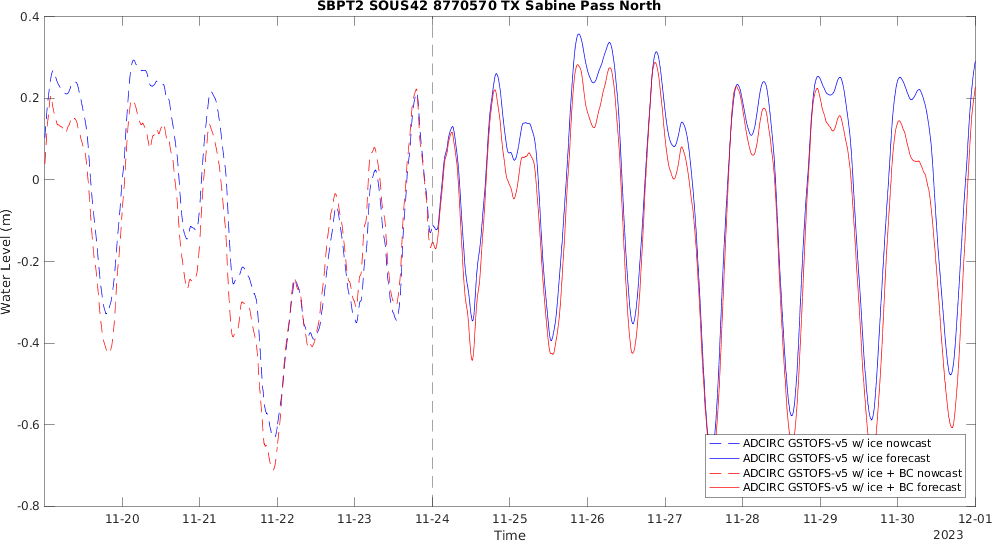 SBPT2 SOUS42 8770570 TX Sabine Pass North
0.4
0.2
0
-0.2
-0.4
-0.6
-0.8
Water Level (m)
11-20 11-21 11-22 11-23 11-24 11-25 11-26 11-27 11-28 11-29 11-30 12-01
Time
2023
ADCIRC GSTOFS-v5 w/ ice nowcast
ADCIRC GSTOFS-v5 w/ ice forecast
ADCIRC GSTOFS-v5 w/ ice + BC nowcast
ADCIRC GSTOFS-v5 w/ ice + BC forecast